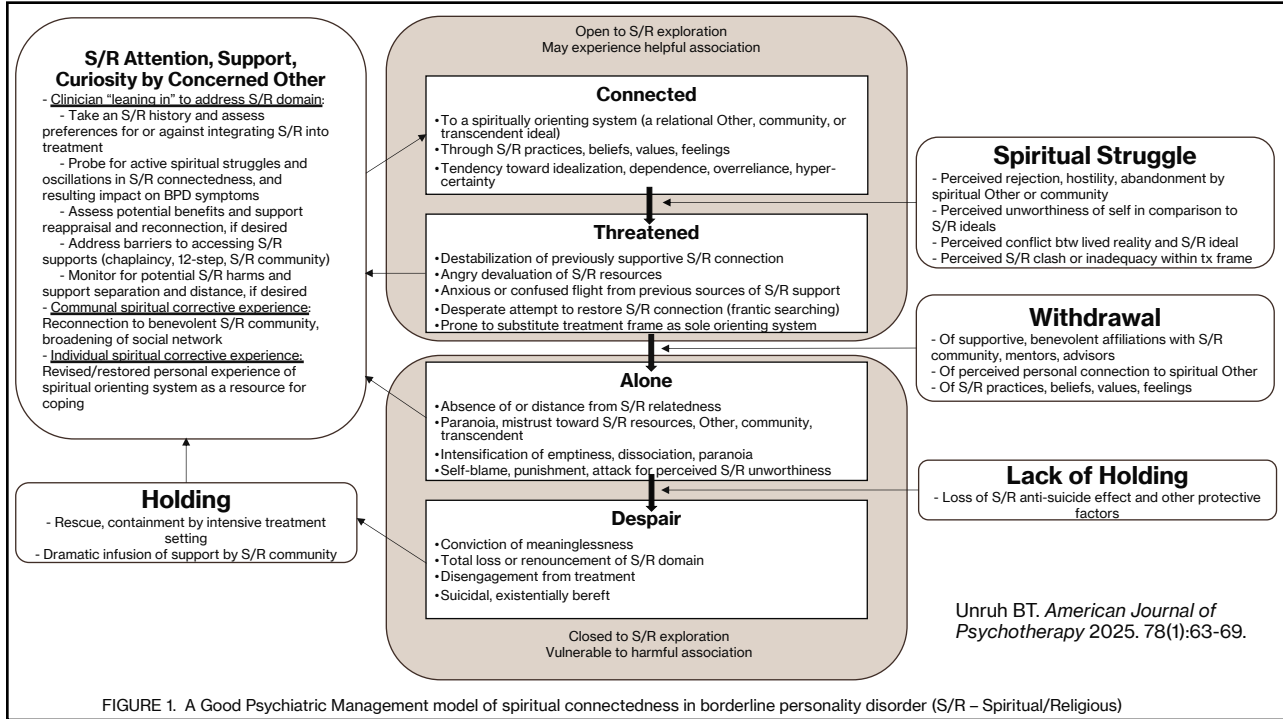 S/R Attention, Support,
Curiosity by Concerned Other
- Clinician “leaning in” to address S/R domain:
- Take an S/R history and assess
preferences for or against integrating S/R into
treatment
- Probe for active spiritual struggles and
oscillations in S/R connectedness, and
resulting impact on BPD symptoms
- Assess potential benefits and support
reappraisal and reconnection, if desired
- Address barriers to accessing S/R
supports (chaplaincy, 12-step, S/R community)
- Monitor for potential S/R harms and
support separation and distance, if desired
- Communal spiritual corrective experience:
Reconnection to benevolent S/R community,
broadening of social network
- Individual spiritual corrective experience:
Revised/restored personal experience of
spiritual orienting system as a resource for
coping
Holding
- Rescue, containment by intensive treatment
setting
- Dramatic infusion of support by S/R community
Open to S/R exploration
May experience helpful association
Connected
•To a spiritually orienting system (a relational Other, community, or
transcendent ideal)
•Through S/R practices, beliefs, values, feelings
•Tendency toward idealization, dependence, overreliance, hyper-
certainty
Threatened
•Destabilization of previously supportive S/R connection
•Angry devaluation of S/R resources
•Anxious or confused flight from previous sources of S/R support
•Desperate attempt to restore S/R connection (frantic searching)
•Prone to substitute treatment frame as sole orienting system
Alone
•Absence of or distance from S/R relatedness
•Paranoia, mistrust toward S/R resources, Other, community,
transcendent
•Intensification of emptiness, dissociation, paranoia
•Self-blame, punishment, attack for perceived S/R unworthiness
Despair
•Conviction of meaninglessness
•Total loss or renouncement of S/R domain
•Disengagement from treatment
•Suicidal, existentially bereft
Closed to S/R exploration
Vulnerable to harmful association
Spiritual Struggle
- Perceived rejection, hostility, abandonment by
spiritual Other or community
- Perceived unworthiness of self in comparison to
S/R ideals
- Perceived conflict btw lived reality and S/R ideal
- Perceived S/R clash or inadequacy within tx frame
Withdrawal
- Of supportive, benevolent affiliations with S/R
community, mentors, advisors
- Of perceived personal connection to spiritual Other
- Of S/R practices, beliefs, values, feelings
Lack of Holding
- Loss of S/R anti-suicide effect and other protective
factors
Unruh BT. American Journal of
Psychotherapy 2025. 78(1):63-69.
FIGURE 1. A Good Psychiatric Management model of spiritual connectedness in borderline personality disorder (S/R – Spiritual/Religious)